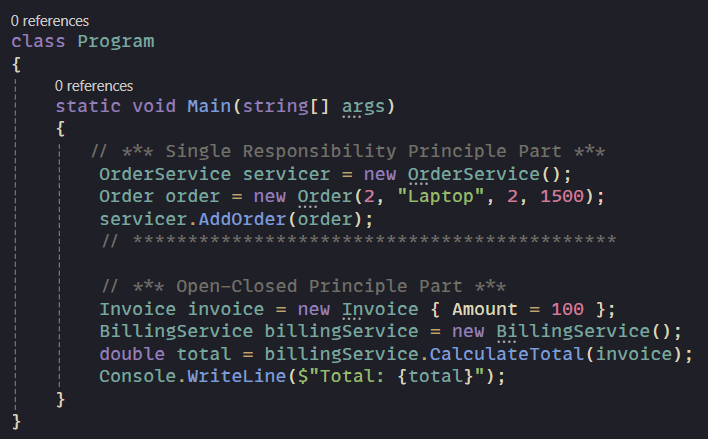 0 references
class Program
{
0 references
static void Main(string[] args)
{
// *** Single Responsibility Principle Part ***
OrderService servicer = new OrderService();
Order order = new Order(2, "Laptop", 2, 1500);
servicer.AddOrder(order);
// *******************************************
// *** Open-Closed Principle Part ***
Invoice invoice = new Invoice { Amount = 100 };
BillingService billingService = new BillingService();
double total = billingService.CalculateTotal(invoice);
Console.WriteLine($"Total: {total}");
}
}